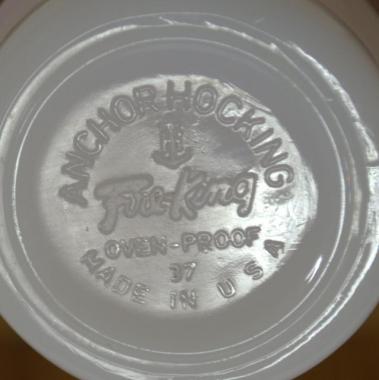 ANCHOR HOCKING
Fire-King
OVEN-PROOF
37
MADE IN U S A